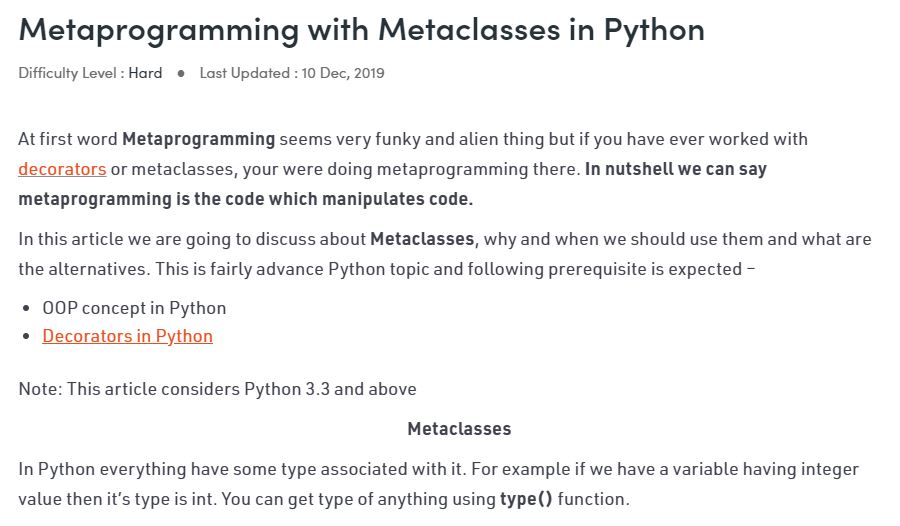 Metaprogramming with Metaclasses in Python
Difficulty Level : Hard ● Last Updated : 10 Dec, 2019
At first word Metaprogramming seems very funky and alien thing but if you have ever worked with
decorators or metaclasses, your were doing metaprogramming there. In nutshell we can say
metaprogramming is the code which manipulates code.
In this article we are going to discuss about Metaclasses, why and when we should use them and what are
the alternatives. This is fairly advance Python topic and following prerequisite is expected –
• OOP concept in Python
• Decorators in Python
Note: This article considers Python 3.3 and above
Metaclasses
In Python everything have some type associated with it. For example if we have a variable having integer
value then it's type is int. You can get type of anything using type() function.